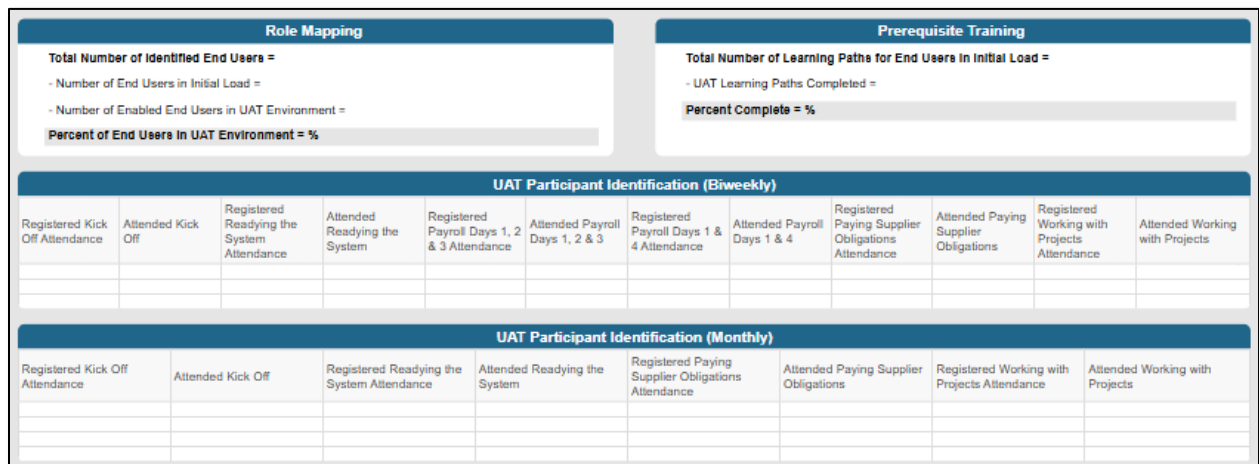 Role Mapping
Total Number of Identified End Users =
- Number of End Users in Initial Load =
- Number of Enabled End Users in UAT Environment =
Percent of End Users in UAT Environment = %
Prerequisite Training
Total Number of Learning Paths for End Users in Initial Load =
- UAT Learning Paths Completed =
Percent Complete = %
UAT Participant Identification (Biweekly)
Registered Kick
Off Attendance
Attended Kick
Off
Registered
Readying the
System
Attendance
Attended
Readying the
System
Registered
Payroll Days 1, 2
& 3 Attendance
Attended Payroll
Days 1, 2 & 3
Registered
Payroll Days 1 &
4 Attendance
Attended Payroll
Days 1 & 4
Registered
Paying Supplier
Obligations
Attendance
Attended Paying
Supplier
Obligations
Registered
Working with
Projects
Attendance
Attended Working
with Projects
UAT Participant Identification (Monthly)
Registered Kick Off
Attendance
Attended Kick Off
Registered Readying the
System Attendance
Attended Readying the
System
Registered Paying
Supplier Obligations
Attendance
Attended Paying Supplier
Obligations
Registered Working with
Projects Attendance
Attended Working with
Projects